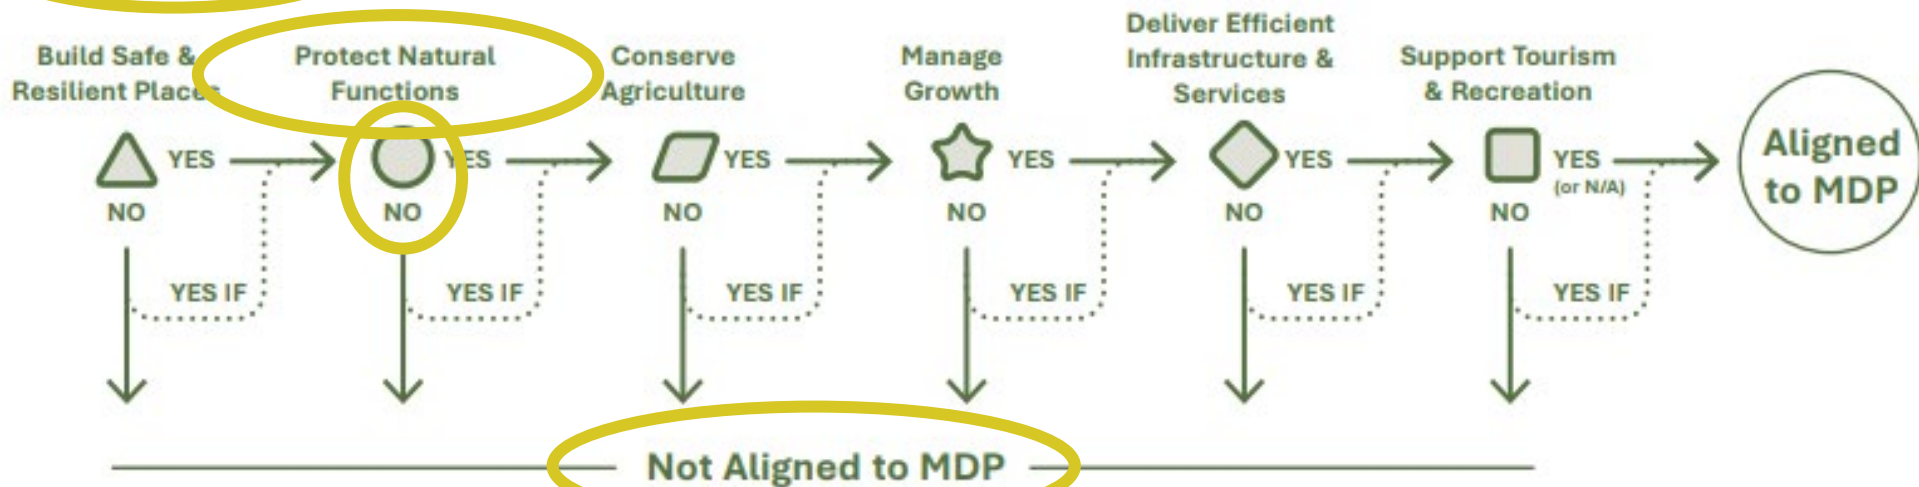 Build Safe &
Resilient Places
Protect Natural
Functions
Conserve
Agriculture
Manage
Growth
Deliver Efficient
Infrastructure &
Services
Support Tourism
& Recreation
YES
YES
YES
YES
YES
YES
(or N/A)
Aligned
to MDP
NO
NO
NO
NO
NO
NO
YES IF
YES IF
YES IF
YES IF
YES IF
YES IF
Not Aligned to MDP